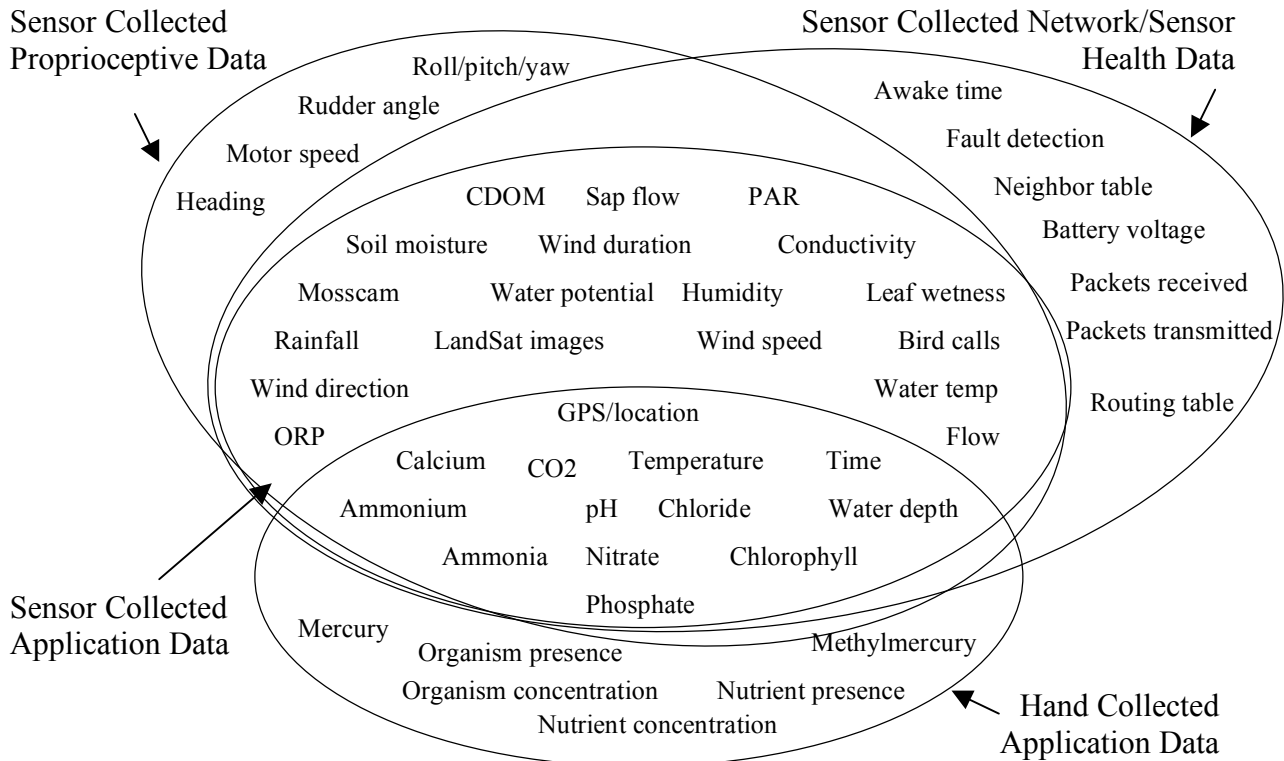 Sensor Collected
Proprioceptive Data
Sensor Collected Network/Sensor
Health Data
Roll/pitch/yaw
Rudder angle
Motor speed
Heading
Awake time
Fault detection
Neighbor table
Battery voltage
Packets received
Packets transmitted
Routing table
CDOM Sap flow PAR
Soil moisture Wind duration Conductivity
Mosscam Water potential Humidity Leaf wetness
Rainfall LandSat images Wind speed Bird calls
Wind direction Water temp
GPS/location
ORP Flow
Calcium CO2 Temperature Time
Ammonium pH Chloride Water depth
Ammonia Nitrate Chlorophyll
Phosphate
Sensor Collected
Application Data
Mercury Methylmercury
Organism presence
Organism concentration Nutrient presence
Nutrient concentration
Hand Collected
Application Data